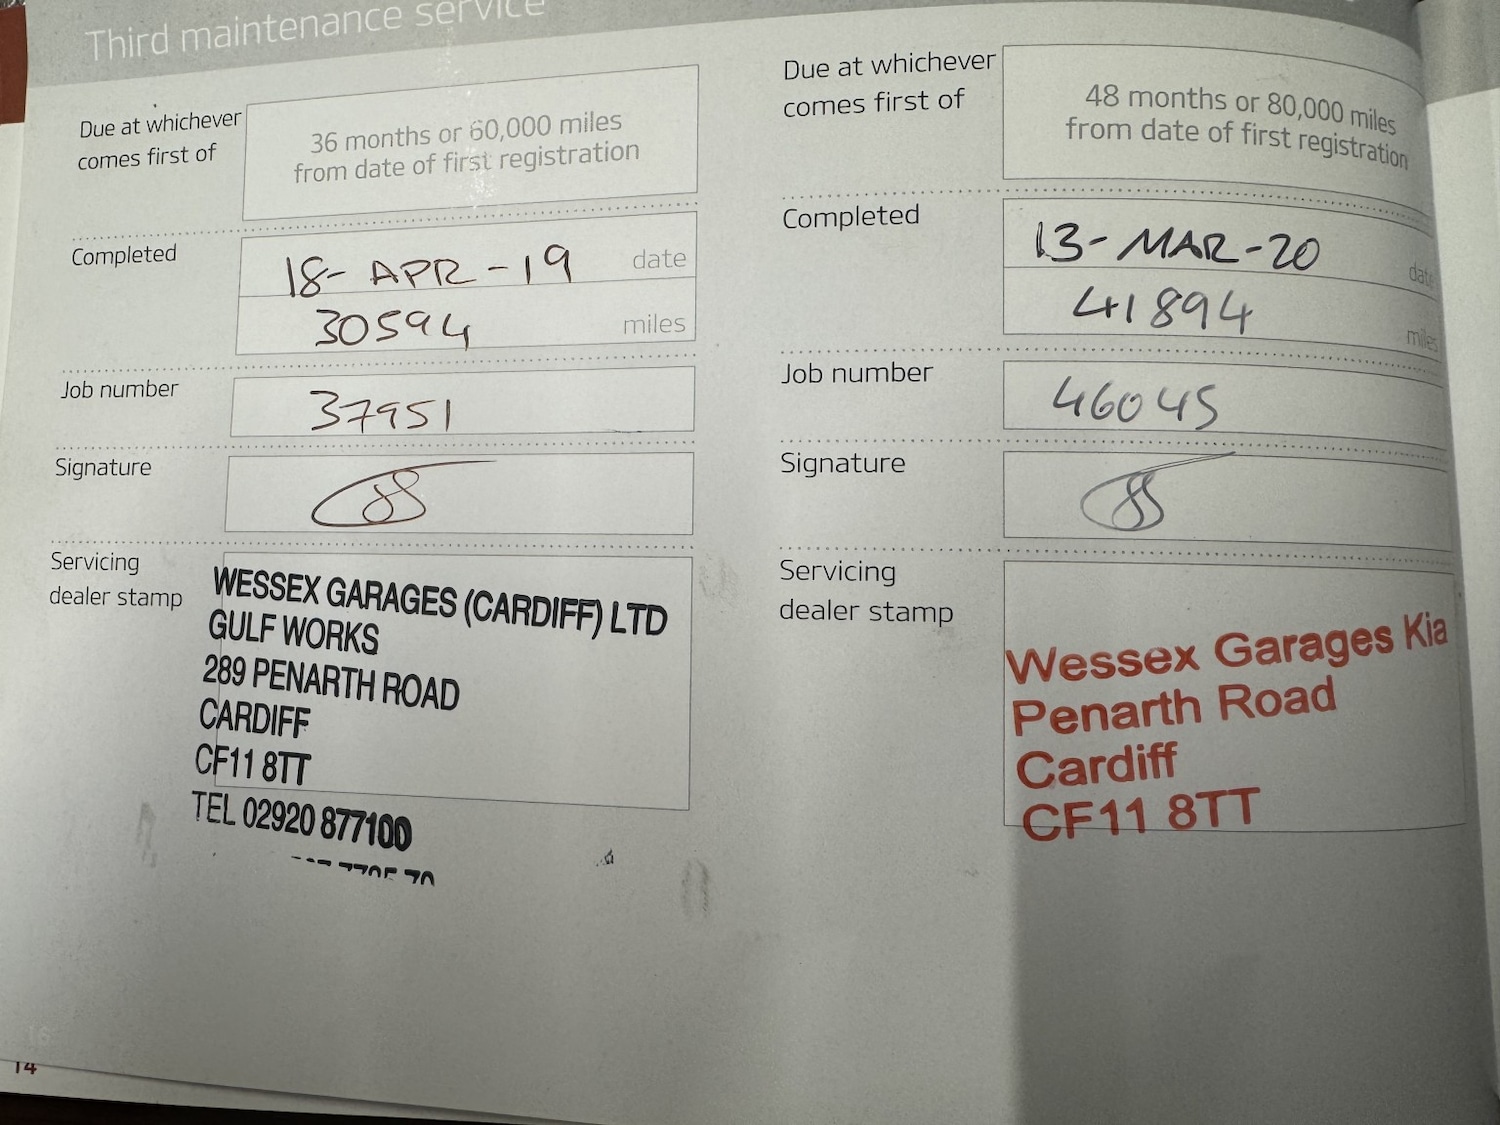 Third maintenance service
Due at whichever
comes first of
36 months or 60,000 miles
from date of first registration
Completed
18-APR-19
date
30594
miles
Job number
37951
Signature
Servicing
dealer stamp
WESSEX GARAGES (CARDIFF) LTD
GULF WORKS
289 PENARTH ROAD
CARDIFF
CF11 8TT
TEL 02920 877100
Due at whichever
comes first of
48 months or 80,000 miles
from date of first registration
Completed
13-MAR-20
date
41894
miles
Job number
46045
Signature
Servicing
dealer stamp
Wessex Garages Kia
Penarth Road
Cardiff
CF11 8TT
16
14